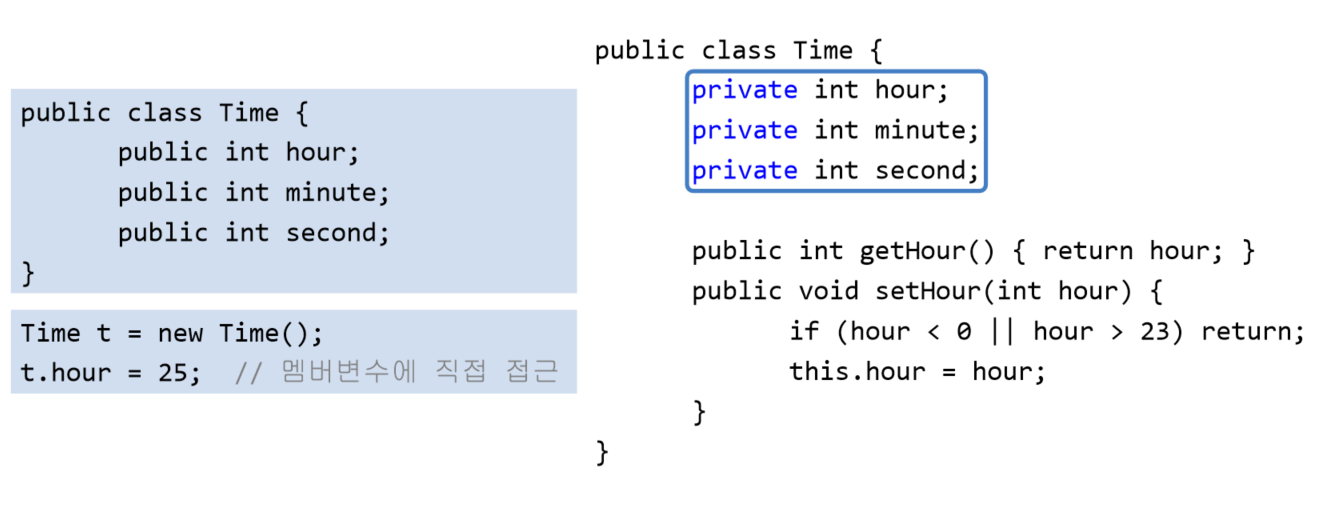 public class Time {
public int hour;
public int minute;
public int second;
}
Time t = new Time();
t.hour = 25;  // 멤버변수에 직접 접근
public class Time {
private int hour;
private int minute;
private int second;
public int getHour() { return hour; }
public void setHour(int hour) {
if (hour < 0 || hour > 23) return;
this.hour = hour;
}
}